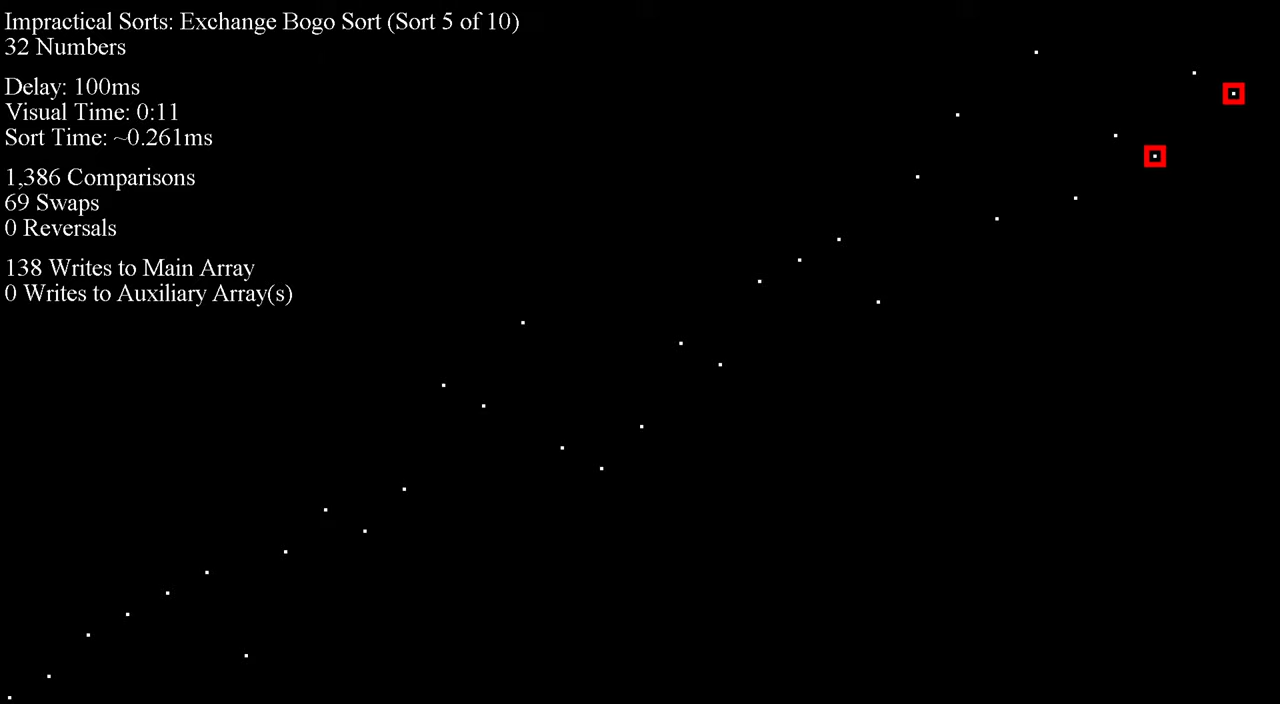 Impractical Sorts: Exchange Bogo Sort (Sort 5 of 10)
32 Numbers
Delay: 100ms
Visual Time: 0:11
Sort Time: ~0.261ms
1,386 Comparisons
69 Swaps
0 Reversals
138 Writes to Main Array
0 Writes to Auxiliary Array(s)